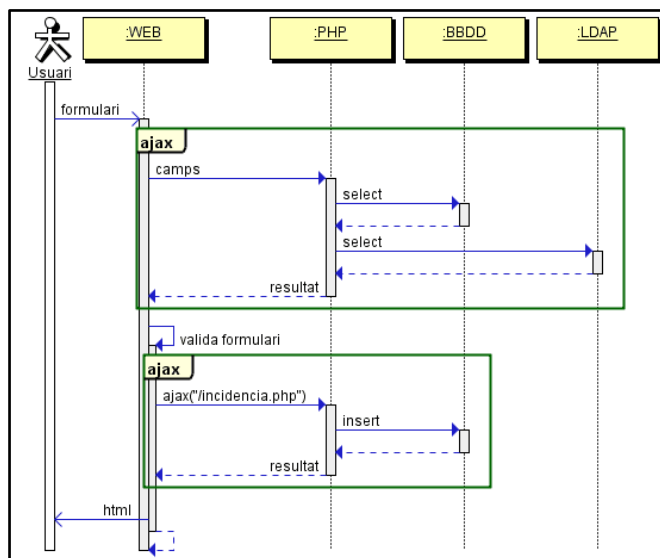 :WEB
:PHP
:BBDD
:LDAP
Usuari
formulari
ajax
camps
select
select
resultat
valida formulari
ajax
ajax("/incidencia.php")
insert
resultat
html